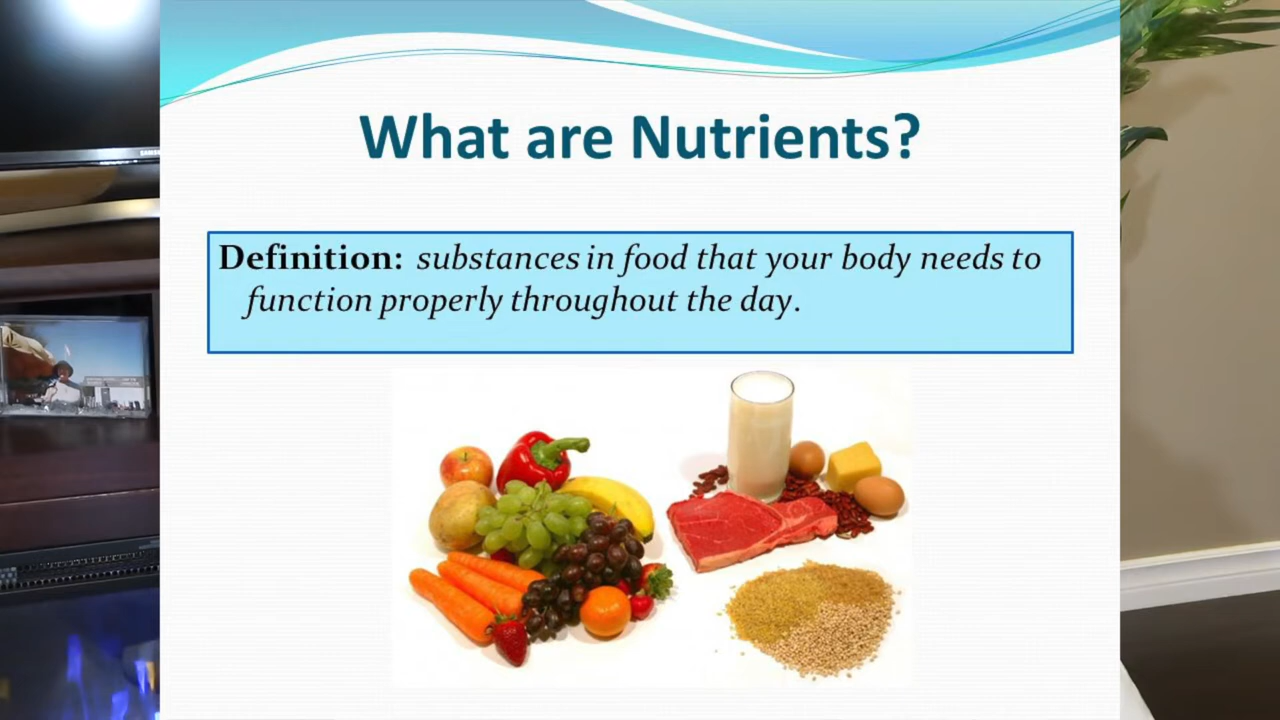 What are Nutrients?
Definition: substances in food that your body needs to
function properly throughout the day.